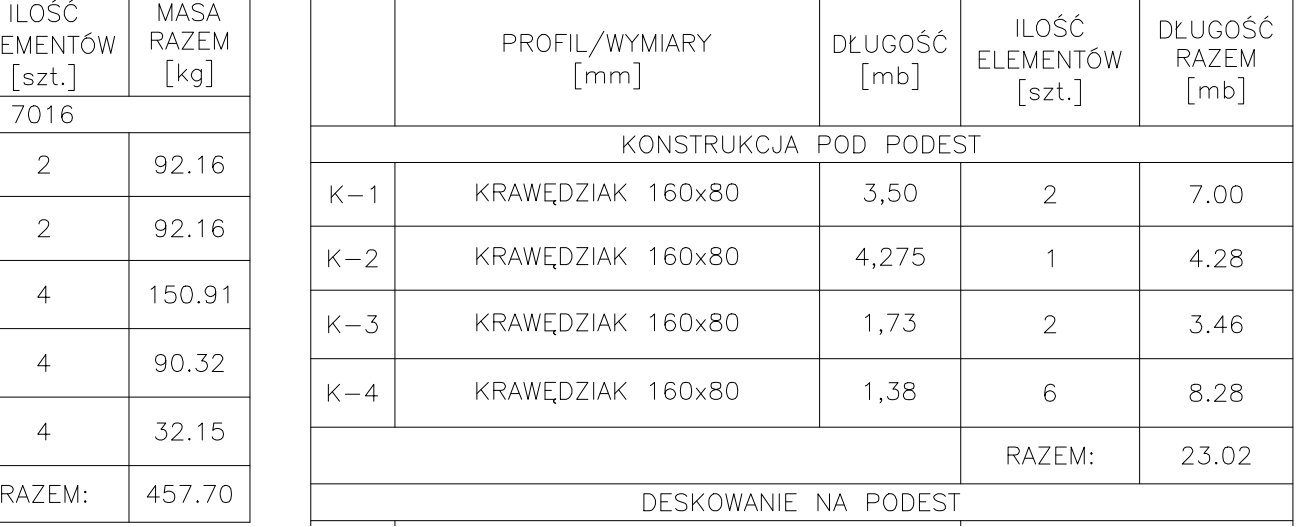 ILOŚĆ
EMENTÓW
[szt.]
MASA
RAZEM
[kg]
7016
2 92.16
2 92.16
4 150.91
4 90.32
4 32.15
RAZEM: 457.70
PROFIL/WYMIARY
[mm]
DŁUGOŚĆ
[mb]
ILOŚĆ
ELEMENTÓW
[szt.]
DŁUGOŚĆ
RAZEM
[mb]
KONSTRUKCJA POD PODEST
K-1 KRAWĘDZIAK 160x80 3,50 2 7.00
K-2 KRAWĘDZIAK 160x80 4,275 1 4.28
K-3 KRAWĘDZIAK 160x80 1,73 2 3.46
K-4 KRAWĘDZIAK 160x80 1,38 6 8.28
RAZEM: 23.02
DESKOWANIE NA PODEST